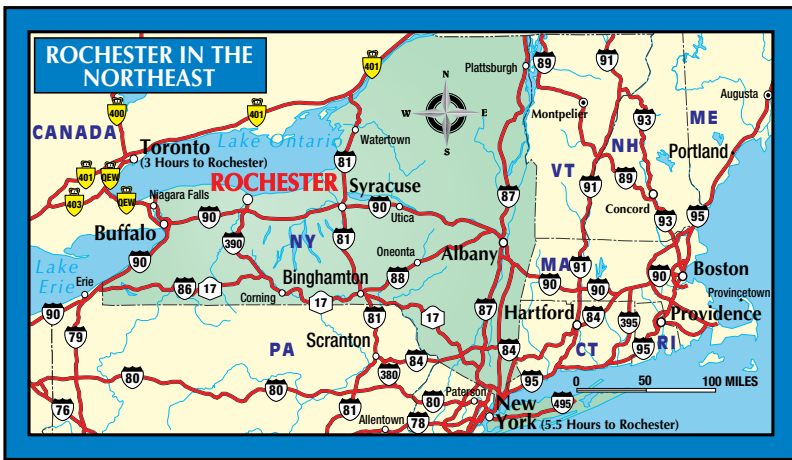 ROCHESTER IN THE
NORTHEAST
N
W E
S
CANADA
400
401
401
Toronto
(3 Hours to Rochester)
Lake Ontario
401
QEW
403
QEW
Niagara Falls
Buffalo
90
90
Lake
Erie
Erie
90
79
76
ROCHESTER
390
NY
86
17
Corning
17
Binghamton
Watertown
81
Syracuse
90
Utica
81
Oneonta
88
17
Plattsburgh
87
Albany
87
84
81
Scranton
84
380
81
PA
80
80
80
Allentown
78
Paterson
New
York (5.5 Hours to Rochester)
495
95
89
91
Montpelier
VT
91
NH
93
89
Concord
93
ME
Augusta
Portland
95
MA
91
90
90
90
Boston
Provincetown
Hartford
84
395
Providence
CT
95
RI
0 50 100 MILES